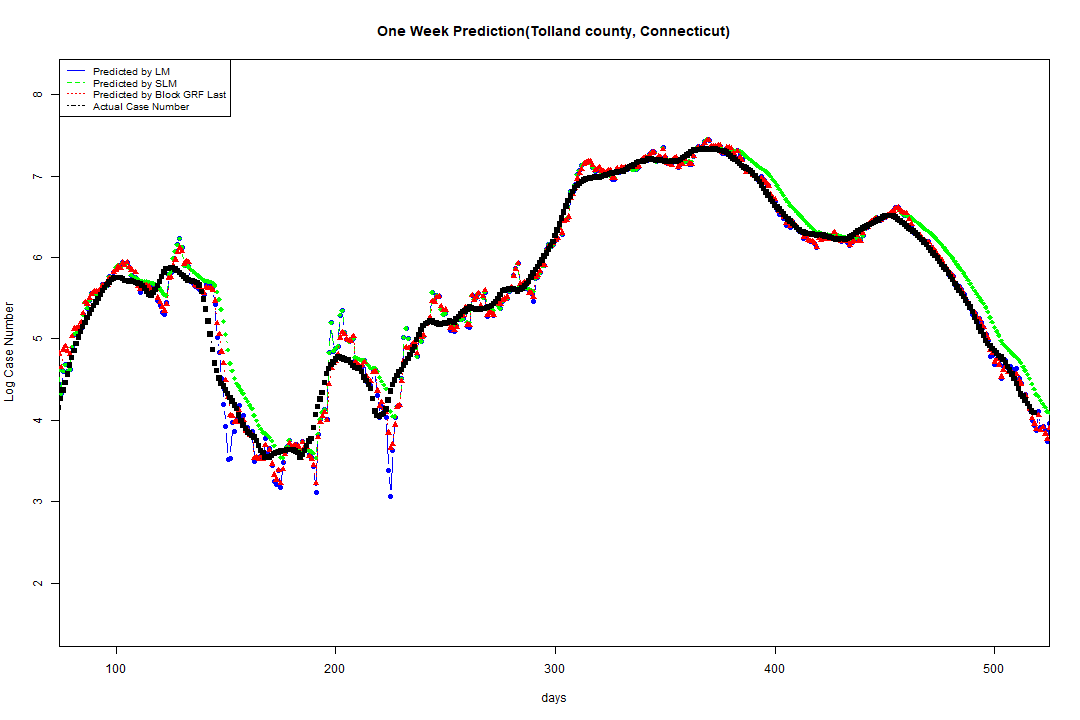 One Week Prediction(Tolland county, Connecticut)
Predicted by LM
Predicted by SLM
Predicted by Block GRF Last
Actual Case Number
Log Case Number
8
7
6
5
4
3
2
100 200 300 400 500
days